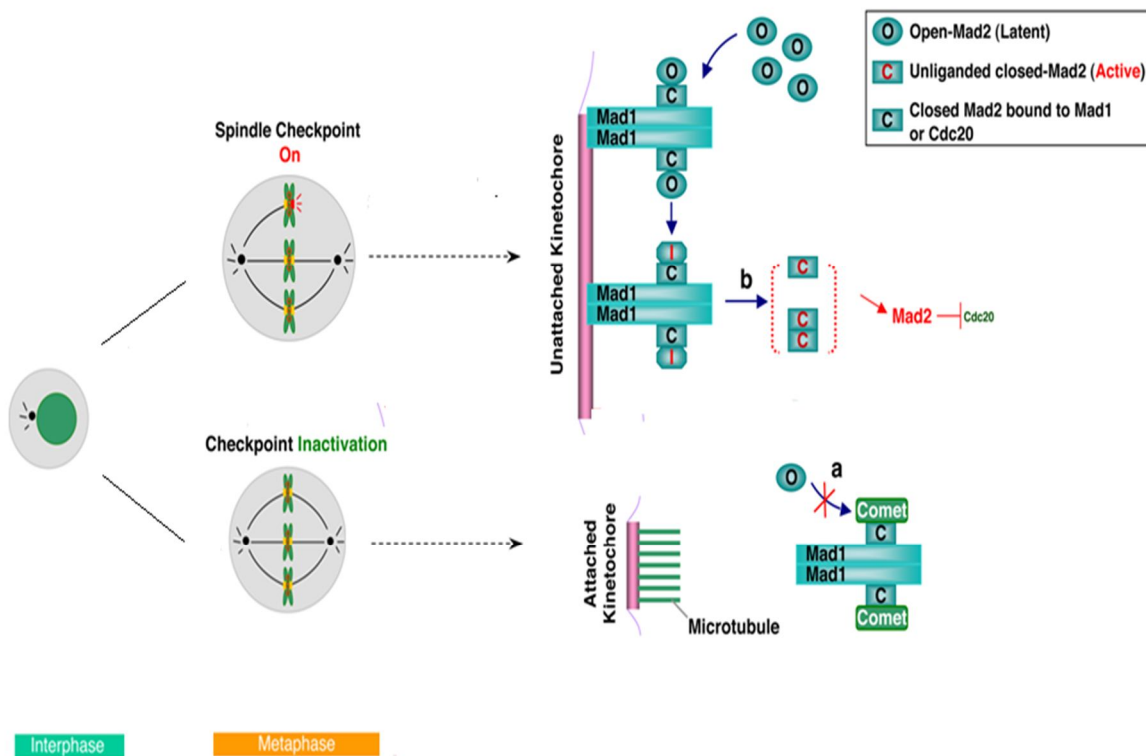 O Open-Mad2 (Latent)
C Unliganded closed-Mad2 (Active)
C Closed Mad2 bound to Mad1
or Cdc20
Spindle Checkpoint
On
Unattached Kinetochore
O
O
O
O
O
C
Mad1
Mad1
C
O
I
C
Mad1
Mad1
C
I
b
C
C
C
Mad2
Cdc20
Checkpoint Inactivation
Attached
Kinetochore
Microtubule
O
a
Comet
C
Mad1
Mad1
C
Comet
Interphase
Metaphase